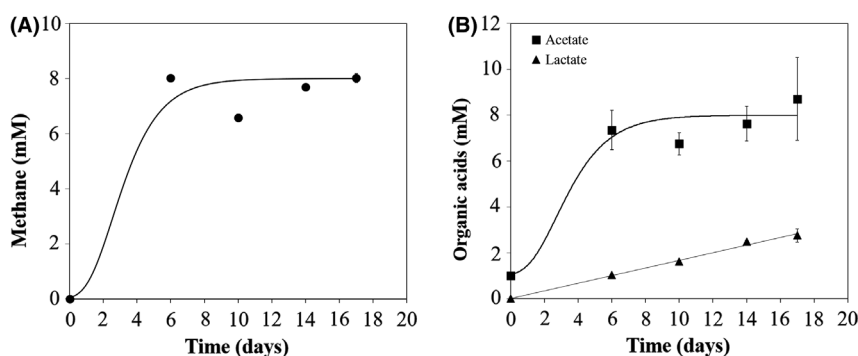 (A)
10
8
6
4
2
0
Methane (mM)
0 2 4 6 8 10 12 14 16 18 20
Time (days)
(B)
12
10
8
6
4
2
0
Organic acids (mM)
Acetate
Lactate
0 2 4 6 8 10 12 14 16 18 20
Time (days)